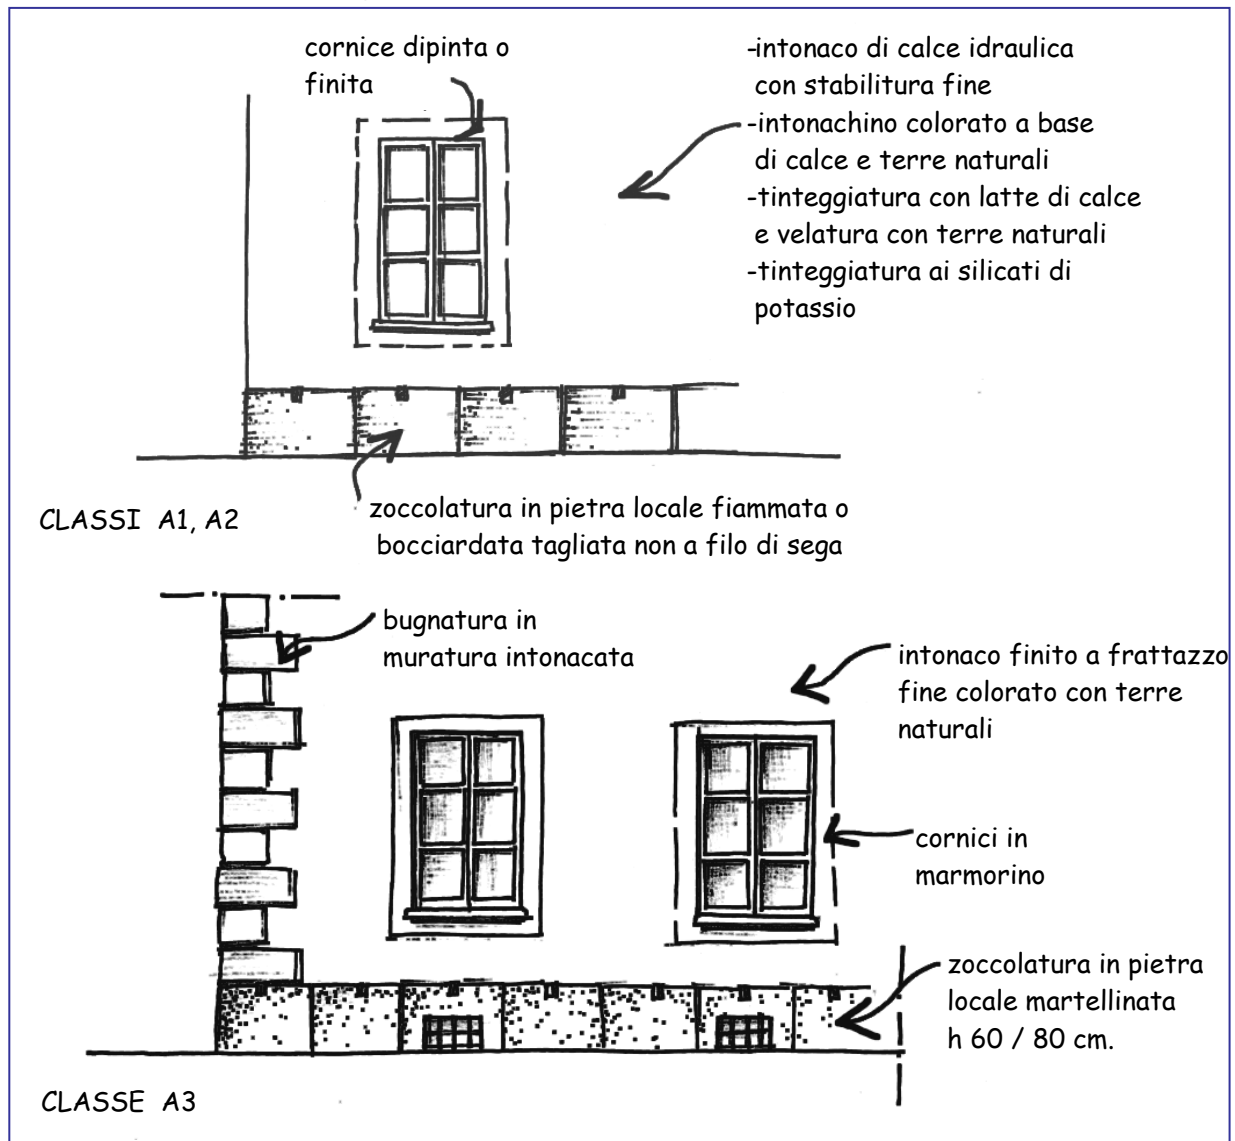 cornice dipinta o
finita
-intonaco di calce idraulica
con stabilitura fine
-intonachino colorato a base
di calce e terre naturali
-tinteggiatura con latte di calce
e velatura con terre naturali
-tinteggiatura ai silicati di
potassio
zoccolatura in pietra locale fiammata o
bocciardata tagliata non a filo di sega
CLASSI A1, A2
bugnatura in
muratura intonacata
intonaco finito a frattazzo
fine colorato con terre
naturali
cornici in
marmorino
zoccolatura in pietra
locale martellinata
h 60 / 80 cm.
CLASSE A3